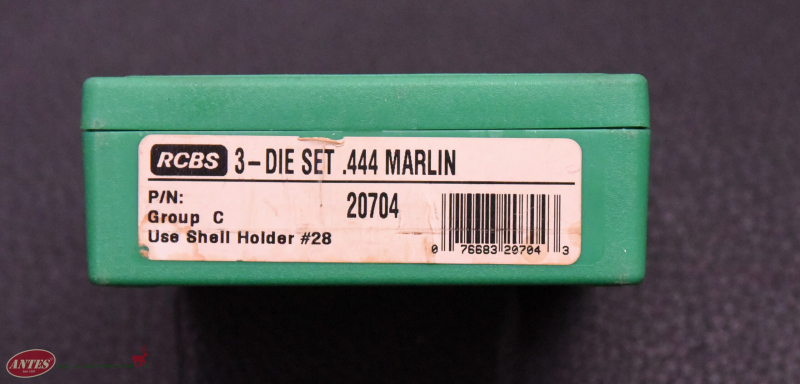 RCBS 3-DIE SET .444 MARLIN
P/N: 20704
Group C
Use Shell Holder #28
0 76683 20704 3
ANTES